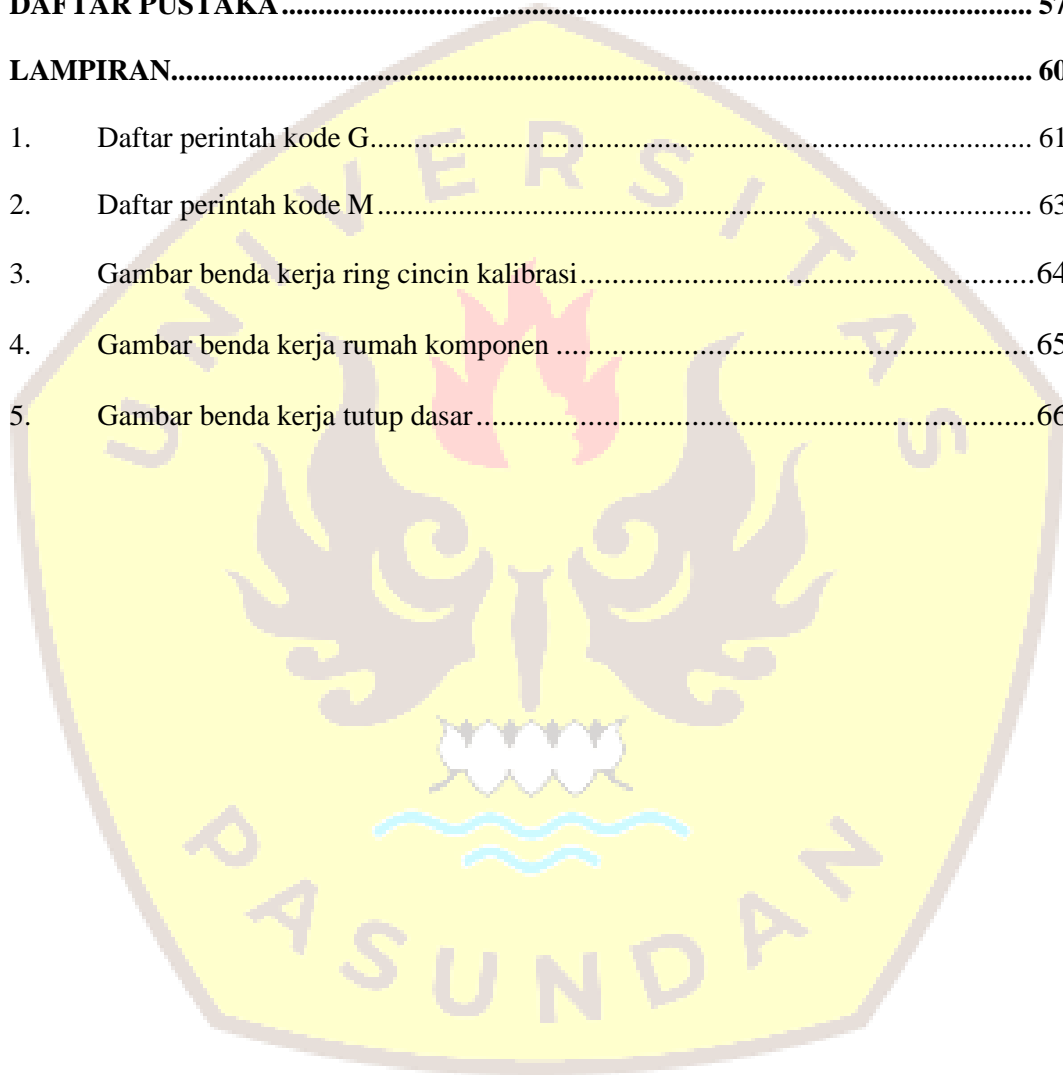 DAFTAR PUSTAKA.......................................................................................................... 57
LAMPIRAN.......................................................................................................... 60
1. Daftar perintah kode G.......................................................................................... 61
2. Daftar perintah kode M.......................................................................................... 63
3. Gambar benda kerja ring cincin kalibrasi..............................................................64
4. Gambar benda kerja rumah komponen ..................................................................65
5. Gambar benda kerja tutup dasar..............................................................................66
UNIVERSITAS
PASUNDAN